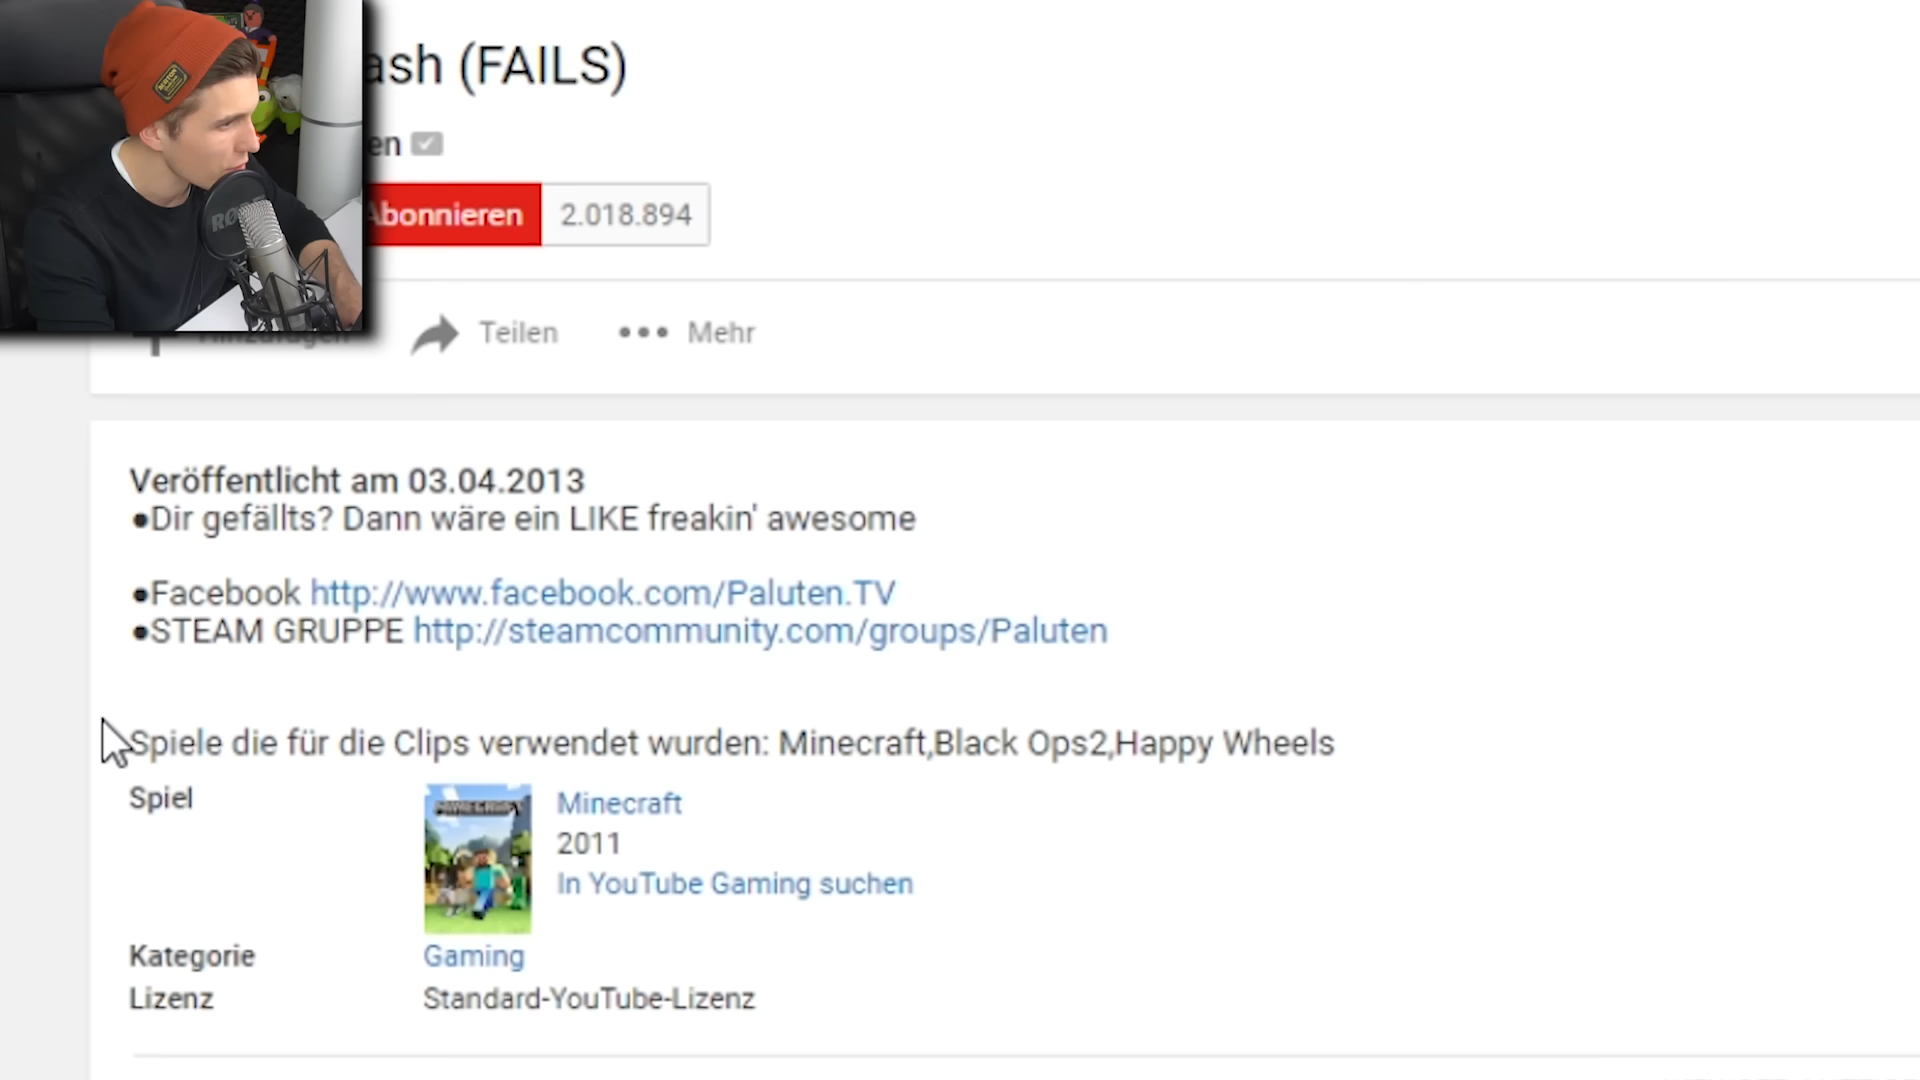 ash (FAILS)
en
Abonnieren 2.018.894
RØDE
Hinzufügen Teilen Mehr
Veröffentlicht am 03.04.2013
●Dir gefällts? Dann wäre ein LIKE freakin' awesome
●Facebook http://www.facebook.com/Paluten.TV
●STEAM GRUPPE http://steamcommunity.com/groups/Paluten
Spiele die für die Clips verwendet wurden: Minecraft,Black Ops2,Happy Wheels
Spiel
MINECRAFT
Minecraft
2011
In YouTube Gaming suchen
Kategorie Gaming
Lizenz Standard-YouTube-Lizenz